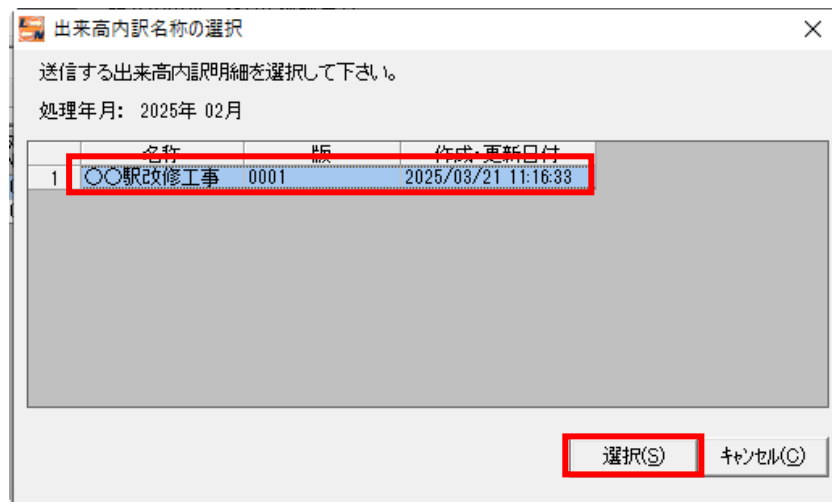 出来高内訳名称の選択
送信する出来高内訳明細を選択して下さい。
処理年月: 2025年 02月
名称 版 作成・更新日付
1 〇〇駅改修工事 0001 2025/03/21 11:16:33
選択(S) キャンセル(C)